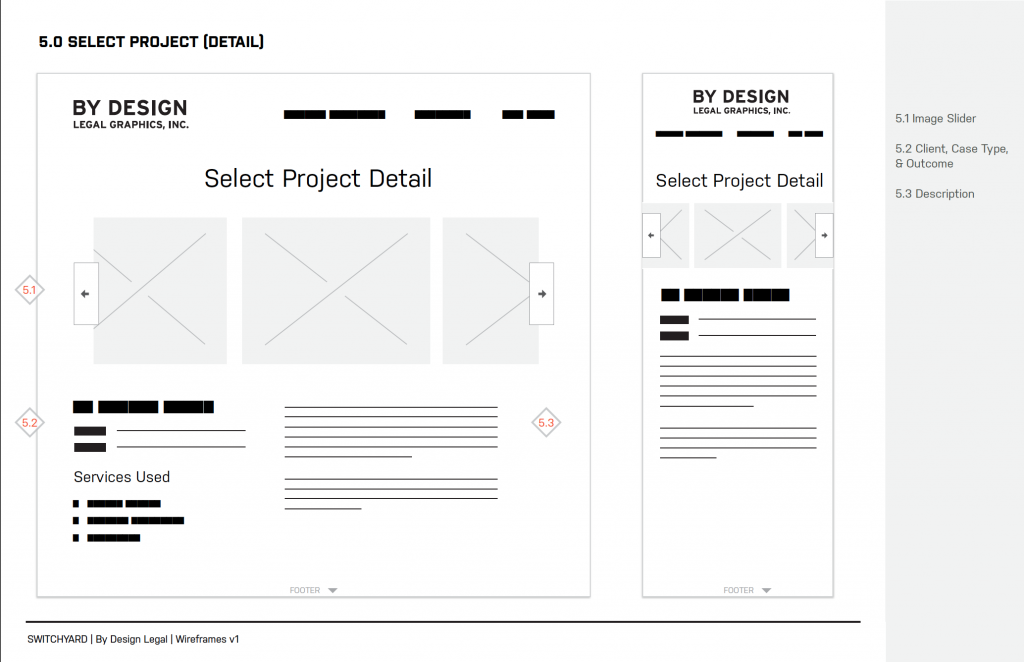 5.0 SELECT PROJECT (DETAIL)
BY DESIGN
LEGAL GRAPHICS, INC.
Select Project Detail
5.1
5.2
5.3
Services Used
FOOTER
BY DESIGN
LEGAL GRAPHICS, INC.
Select Project Detail
FOOTER
5.1 Image Slider
5.2 Client, Case Type,
& Outcome
5.3 Description
SWITCHYARD | By Design Legal | Wireframes v1